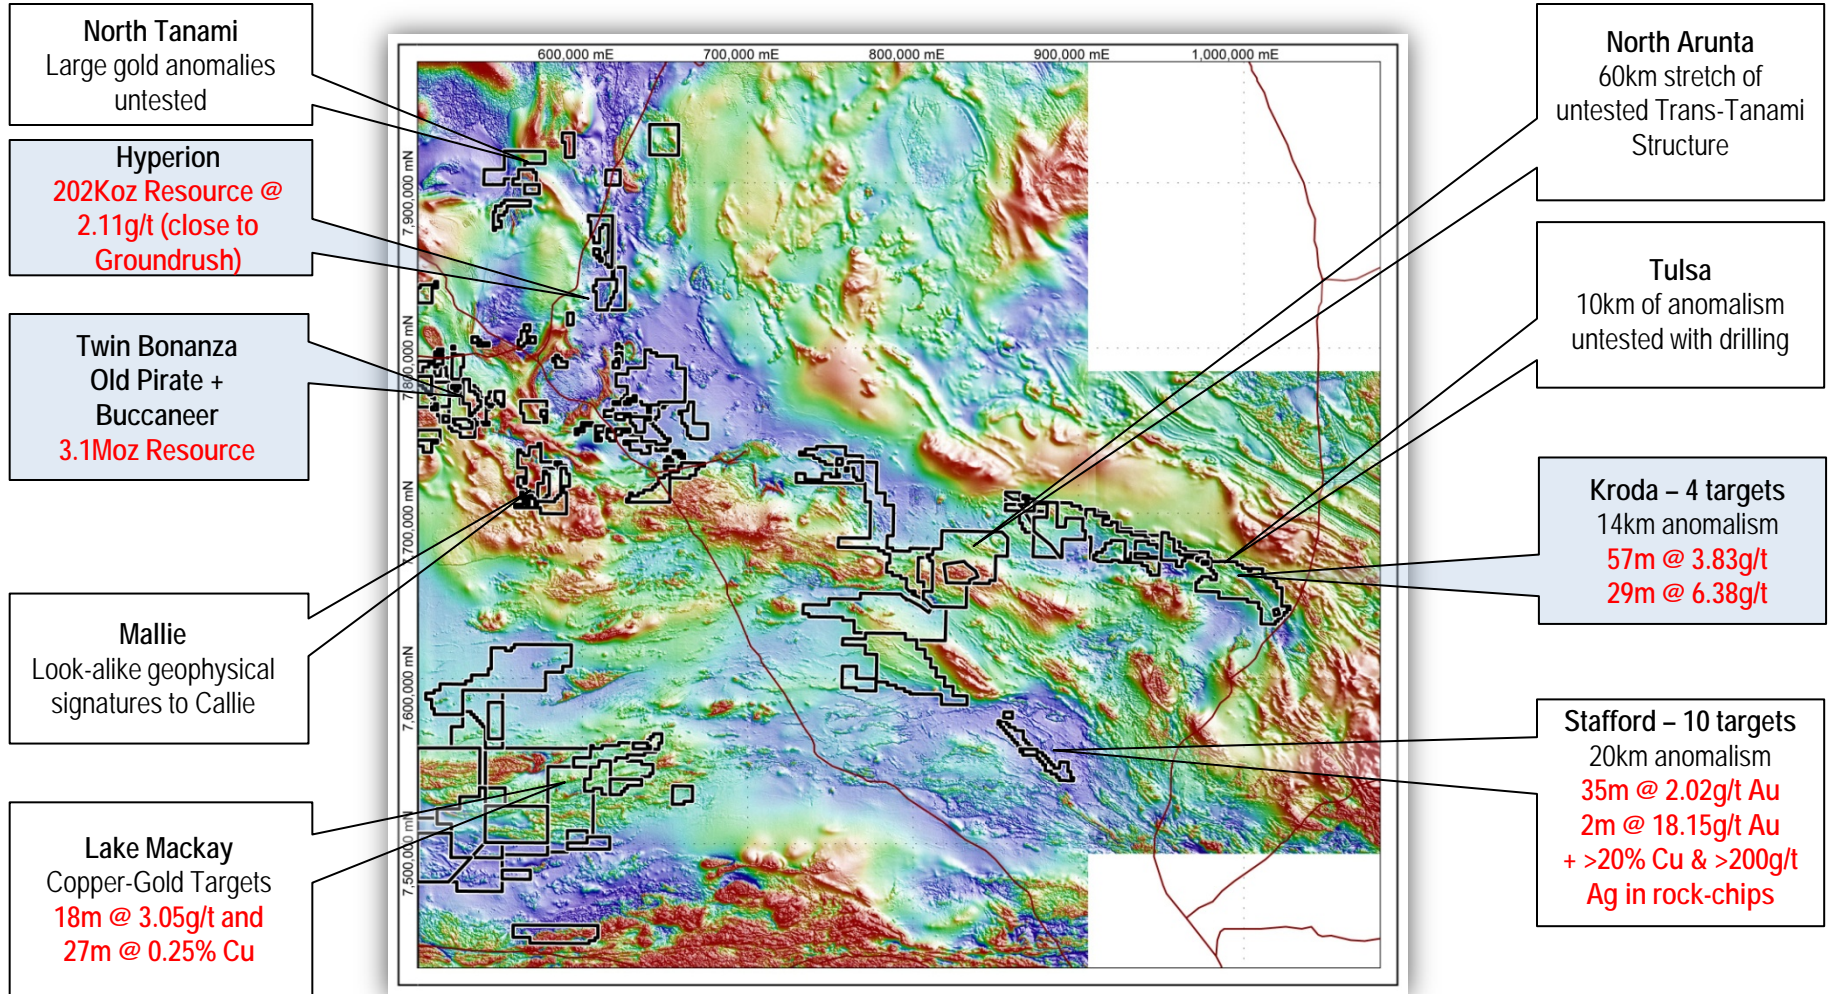 North Tanami
Large gold anomalies
untested
Hyperion
202Koz Resource @
2.11g/t (close to
Groundrush)
Twin Bonanza
Old Pirate +
Buccaneer
3.1Moz Resource
Mallie
Look-alike geophysical
signatures to Callie
Lake Mackay
Copper-Gold Targets
18m @ 3.05g/t and
27m @ 0.25% Cu
600,000 mE
700,000 mE
800,000 mE
900,000 mE
1,000,000 mE
7,900,000 mN
7,800,000 mN
7,700,000 mN
7,600,000 mN
7,500,000 mN
North Arunta
60km stretch of
untested Trans-Tanami
Structure
Tulsa
10km of anomalism
untested with drilling
Kroda – 4 targets
14km anomalism
57m @ 3.83g/t
29m @ 6.38g/t
Stafford – 10 targets
20km anomalism
35m @ 2.02g/t Au
2m @ 18.15g/t Au
+ >20% Cu & >200g/t
Ag in rock-chips